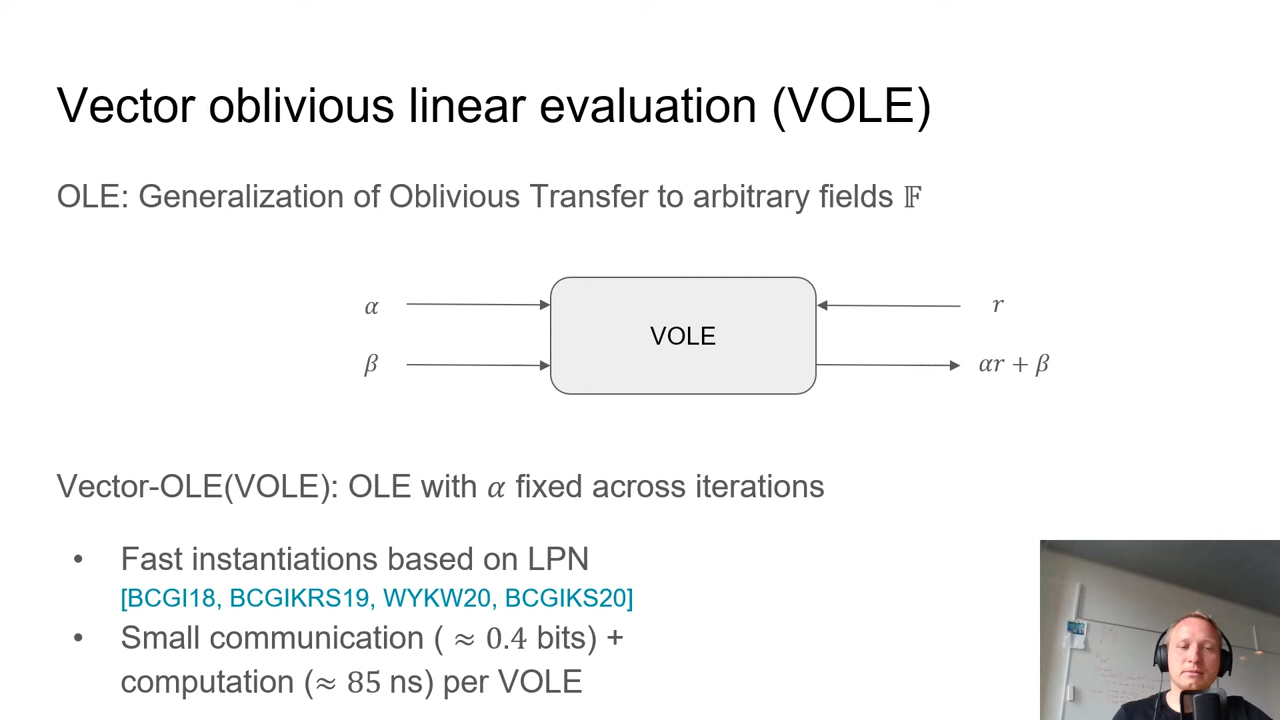 Vector oblivious linear evaluation (VOLE)
OLE: Generalization of Oblivious Transfer to arbitrary fields 𝔽
α
r
VOLE
β
αr + β
Vector-OLE(VOLE): OLE with α fixed across iterations
• Fast instantiations based on LPN
[BCGI18, BCGIKRS19, WYKW20, BCGIKS20]
• Small communication ( ≈ 0.4 bits) +
computation (≈ 85 ns) per VOLE